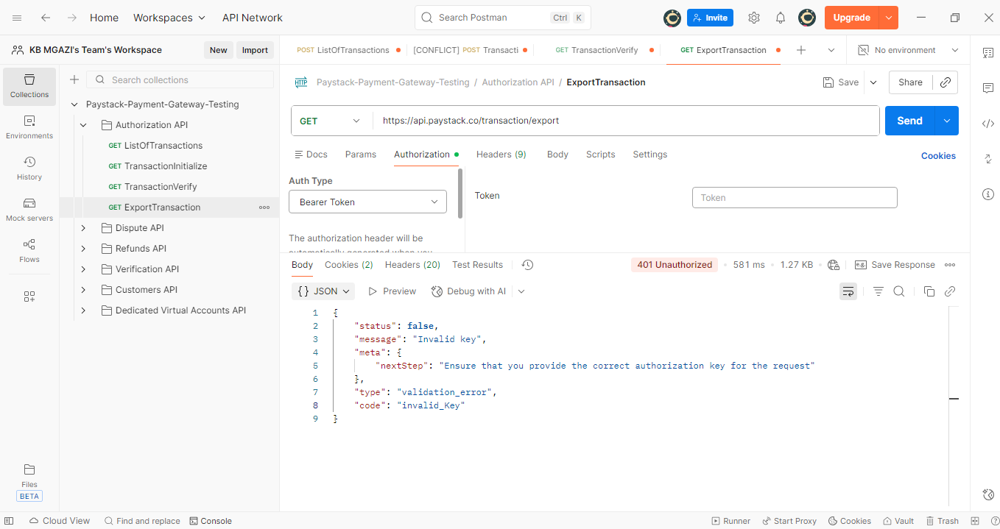 Home Workspaces API Network Search Postman Ctrl K Invite Upgrade
KB MGAZI's Team's Workspace New Import
POST ListOfTransactions [CONFLICT] POST Transacti GET TransactionVerify GET ExportTransaction No environment
Collections
Environments
History
Mock servers
Flows
Files
BETA
Search collections
Paystack-Payment-Gateway-Testing
Authorization API
GET ListOfTransactions
GET TransactionInitialize
GET TransactionVerify
GET ExportTransaction
Dispute API
Refunds API
Verification API
Customers API
Dedicated Virtual Accounts API
HTTP Paystack-Payment-Gateway-Testing / Authorization API / ExportTransaction Save Share
GET https://api.paystack.co/transaction/export Send
Docs Params Authorization Headers (9) Body Scripts Settings Cookies
Auth Type
Bearer Token
Token Token
The authorization header will be
automatically generated when you
Body Cookies (2) Headers (20) Test Results 401 Unauthorized 581 ms 1.27 KB e.g. Save Response
{} JSON Preview Debug with AI
1 {
2 "status": false,
3 "message": "Invalid key",
4 "meta": {
5 "nextStep": "Ensure that you provide the correct authorization key for the request"
6 },
7 "type": "validation_error",
8 "code": "invalid_Key"
9 }
Cloud View Find and replace Console Runner Start Proxy Cookies Vault Trash